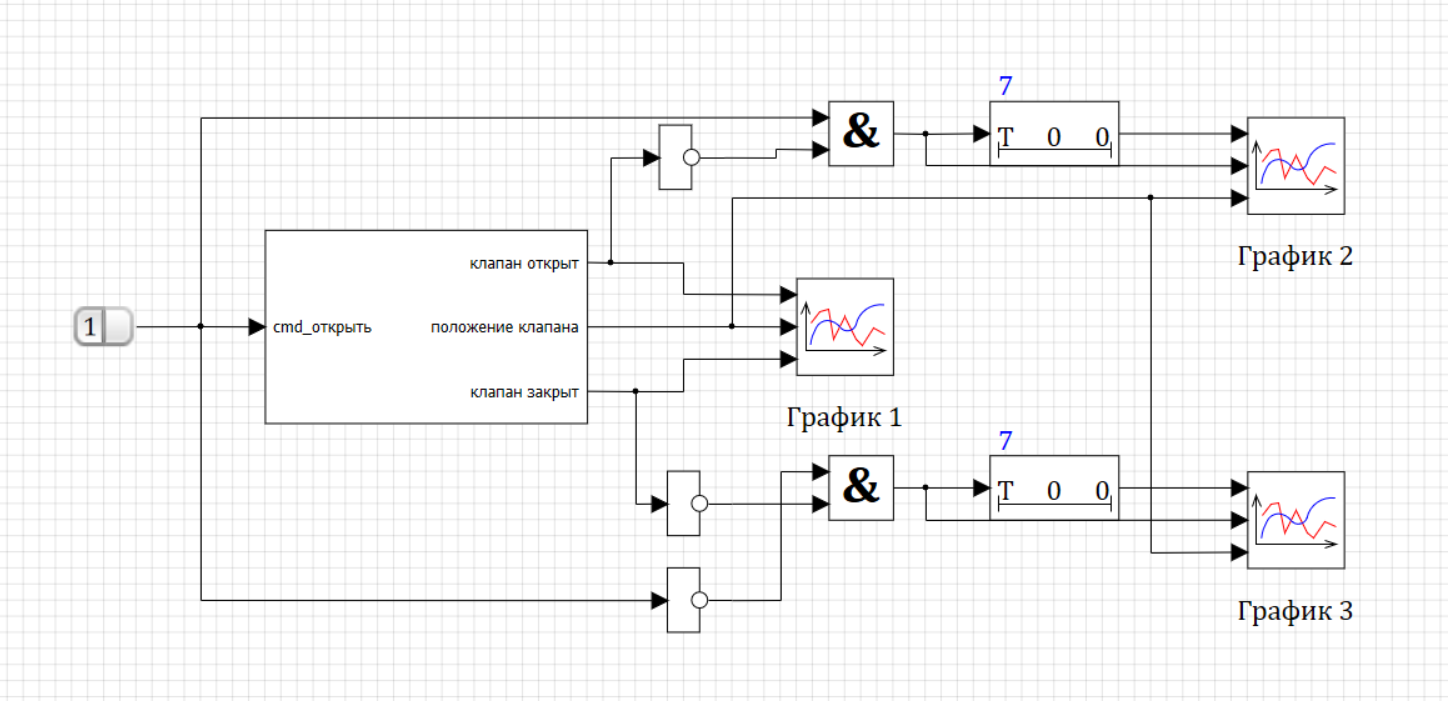 7
&
T 0 0
График 2
клапан открыт
1
cmd_открыть
положение клапана
клапан закрыт
График 1
7
&
T 0 0
График 3